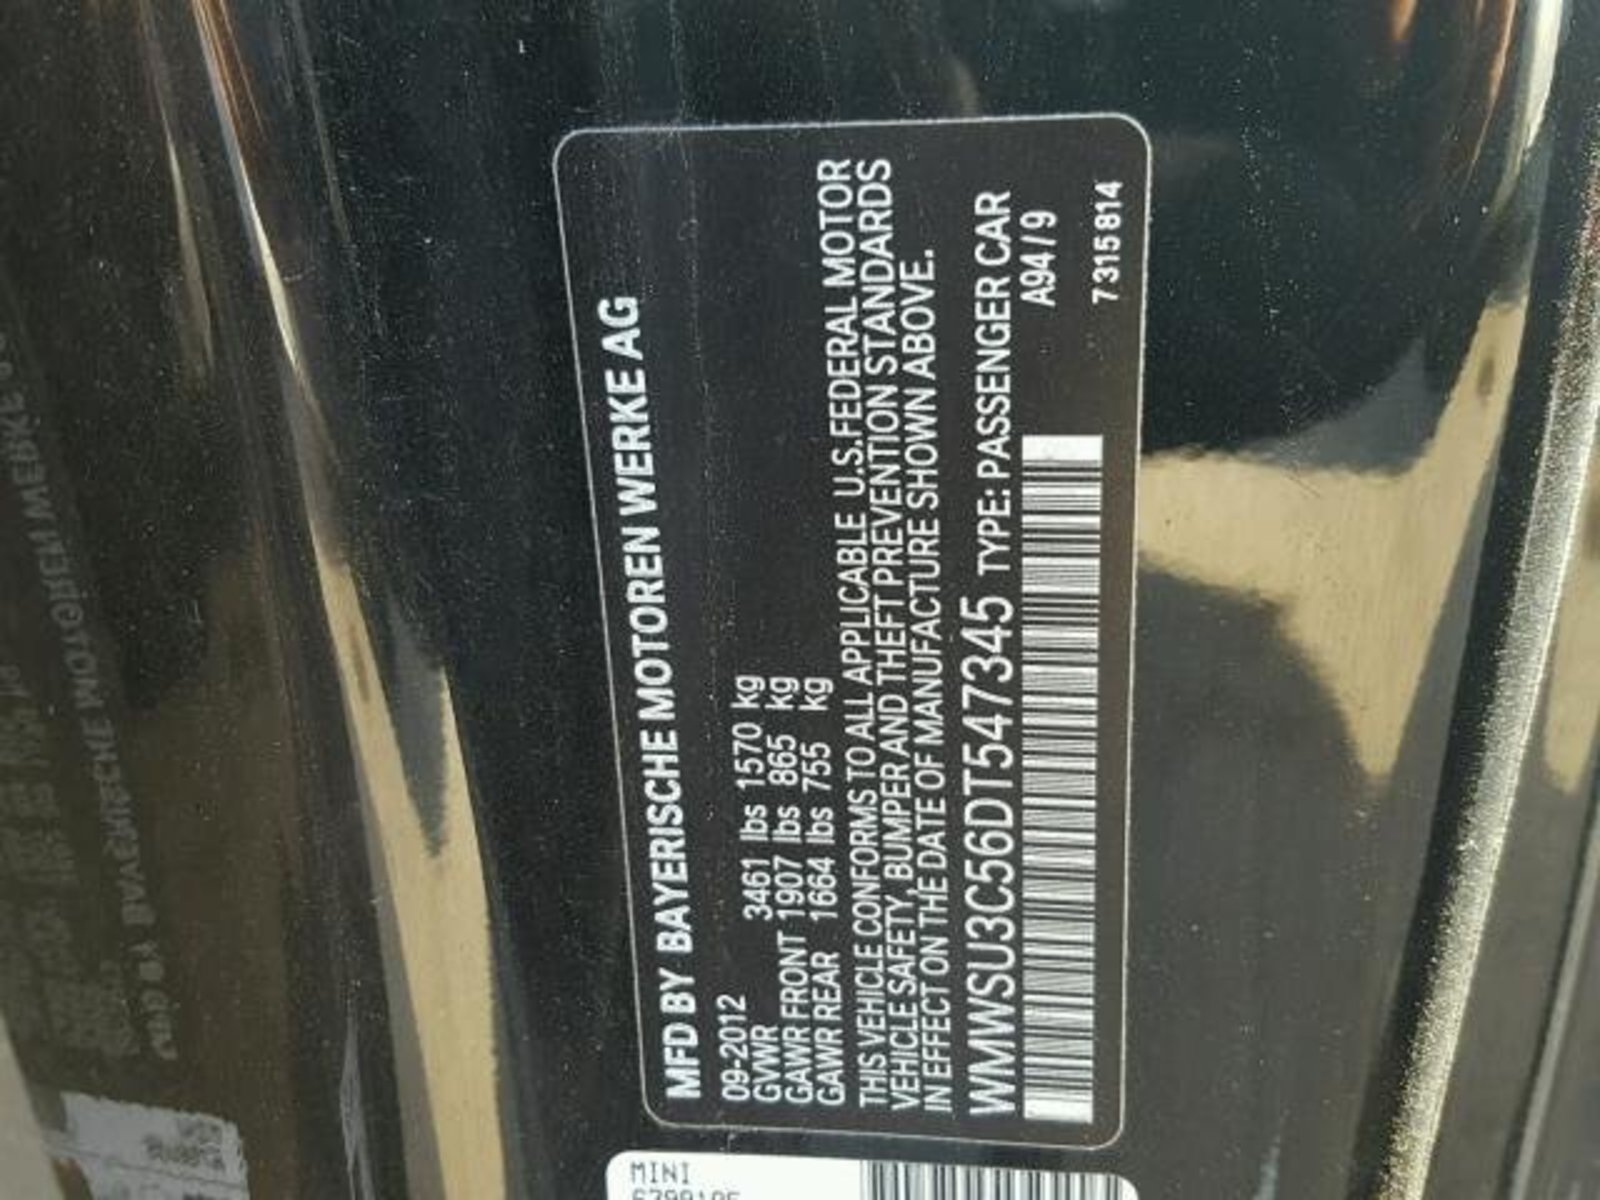 MFD BY BAYERISCHE MOTOREN WERKE AG
09-2012
GVWR 3461 lbs 1570 kg
GAWR FRONT 1907 lbs 865 kg
GAWR REAR 1664 lbs 755 kg
THIS VEHICLE CONFORMS TO ALL APPLICABLE U.S.FEDERAL MOTOR
VEHICLE SAFETY, BUMPER AND THEFT PREVENTION STANDARDS
IN EFFECT ON THE DATE OF MANUFACTURE SHOWN ABOVE.
WMWSU3C56DT547345 TYPE: PASSENGER CAR
A94/9
7315814
MINI